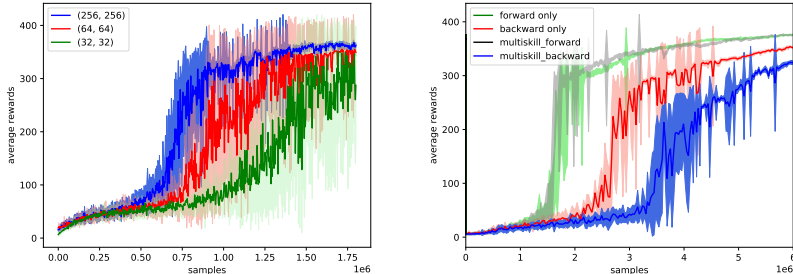 (256, 256)
(64, 64)
(32, 32)
400
300
200
100
0
average rewards
0.00
0.25
0.50
0.75
1.00
1.25
1.50
1.75
samples
1e6
forward only
backward only
multiskill_forward
multiskill_backward
400
300
200
100
0
average rewards
0
1
2
3
4
5
6
samples
1e6